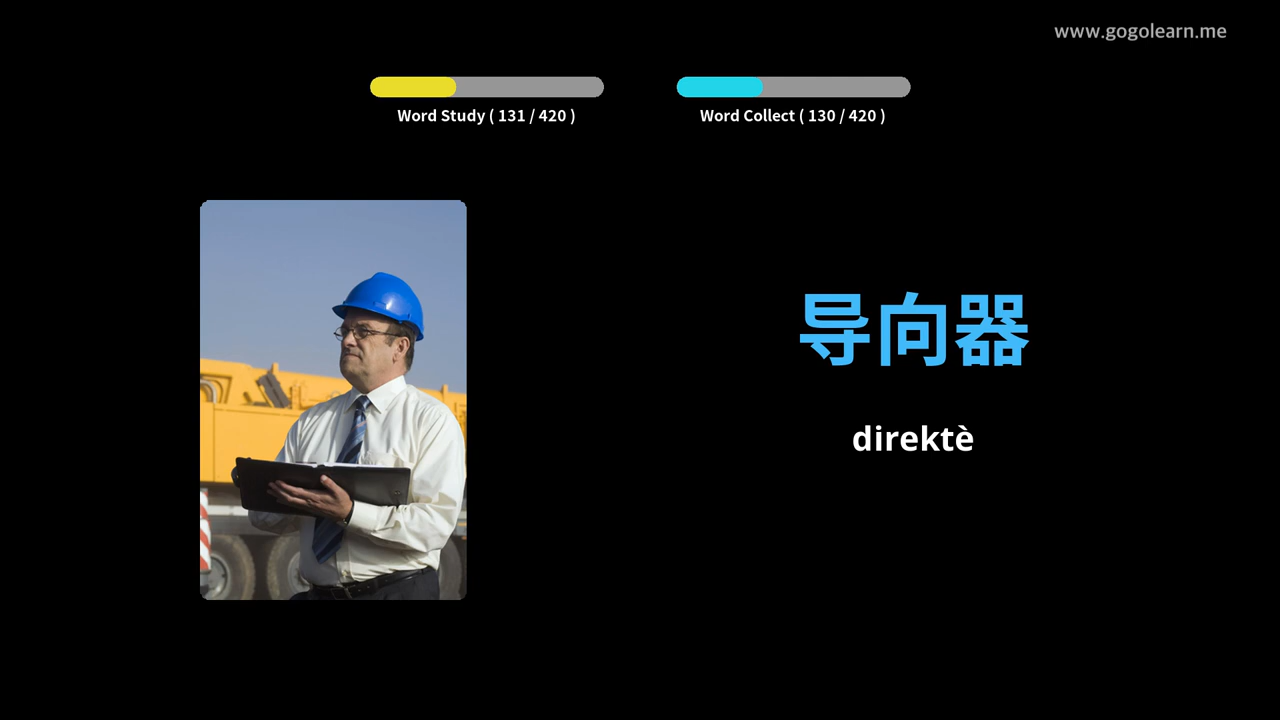 www.gogolearn.me
Word Study ( 131 / 420 )
Word Collect ( 130 / 420 )
导向器
direktè